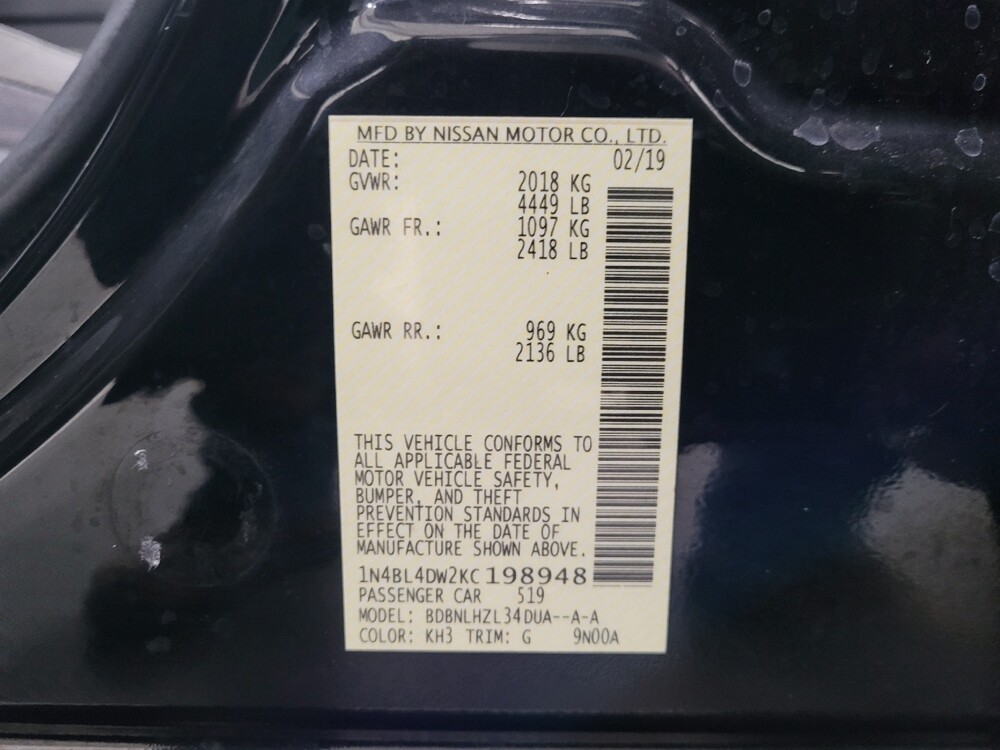 MFD BY NISSAN MOTOR CO., LTD.
DATE: 02/19
GVWR: 2018 KG
4449 LB
GAWR FR.: 1097 KG
2418 LB
GAWR RR.: 969 KG
2136 LB
THIS VEHICLE CONFORMS TO
ALL APPLICABLE FEDERAL
MOTOR VEHICLE SAFETY,
BUMPER, AND THEFT
PREVENTION STANDARDS IN
EFFECT ON THE DATE OF
MANUFACTURE SHOWN ABOVE.
1N4BL4DW2KC198948
PASSENGER CAR 519
MODEL: BDBNLHZL34DUA--A-A
COLOR: KH3 TRIM: G 9N00A